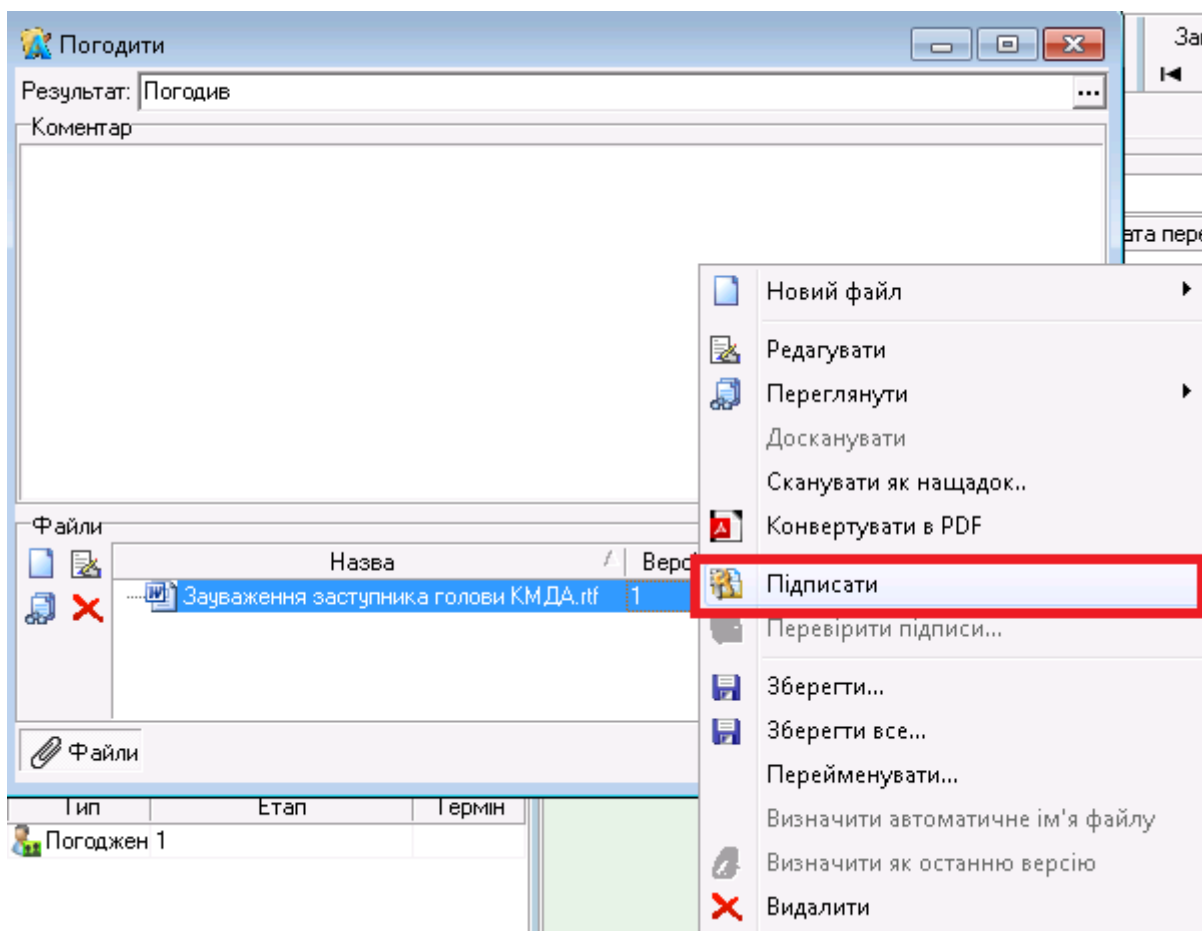 Погодити
Результат: Погодив
Коментар
Новий файл
Редагувати
Переглянути
Досканувати
Сканувати як нащадок..
Конвертувати в PDF
Підписати
Перевірити підписи...
Зберегти...
Зберегти все...
Перейменувати...
Визначити автоматичне ім'я файлу
Визначити як останню версію
Видалити
Файли
Назва
Зауваження заступника голови КМДА.rtf 1
Файли
Тип Етап Термін
Погоджен 1